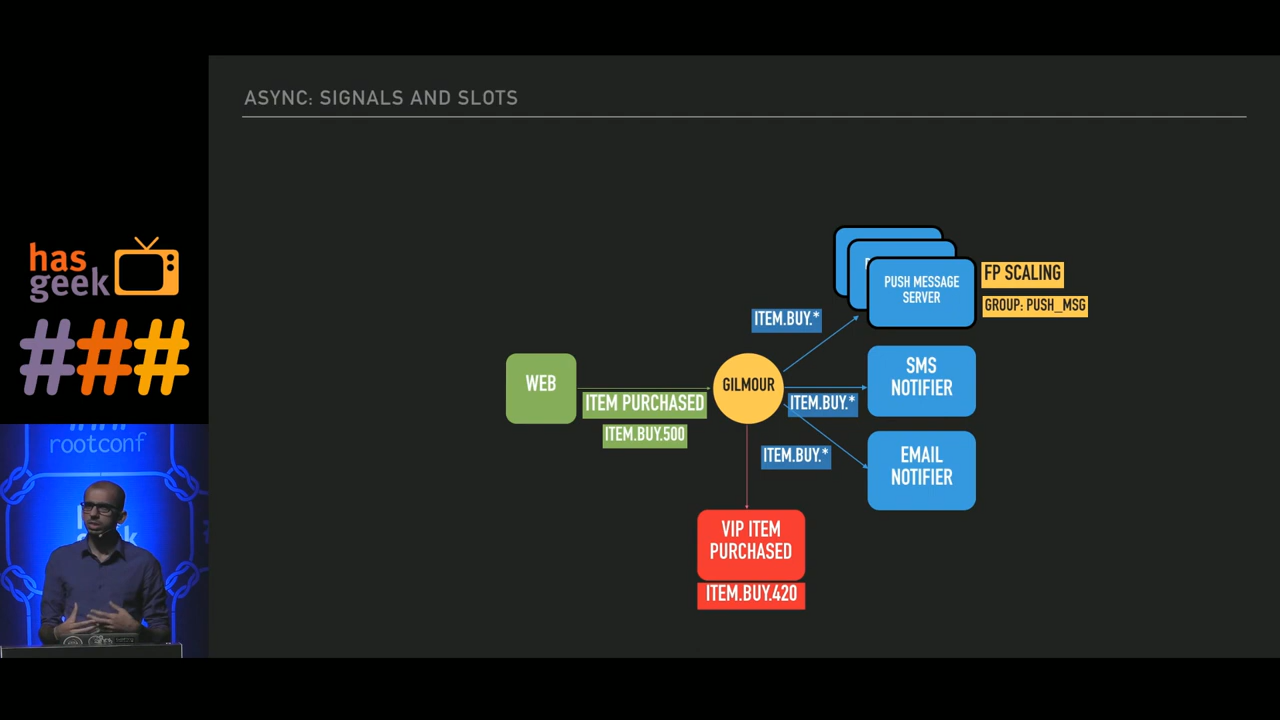 ASYNC: SIGNALS AND SLOTS
has
geek
###
rootconf
PUSH MESSAGE
SERVER
FP SCALING
GROUP: PUSH_MSG
ITEM.BUY.*
WEB
ITEM PURCHASED
ITEM.BUY.500
GILMOUR
ITEM.BUY.*
SMS
NOTIFIER
ITEM.BUY.*
EMAIL
NOTIFIER
VIP ITEM
PURCHASED
ITEM.BUY.420